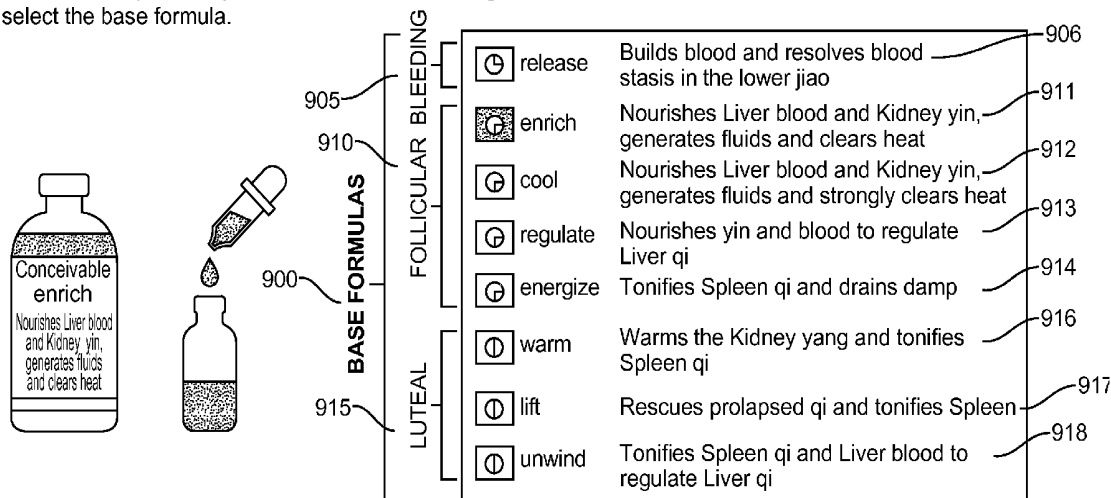 select the base formula.
Conceivable
enrich
Nourishes Liver blood
and Kidney yin,
generates fluids
and clears heat
900
BASE FORMULAS
905
BLEEDING
release
Builds blood and resolves blood
stasis in the lower jiao
906
910
FOLLICULAR
enrich
Nourishes Liver blood and Kidney yin,
generates fluids and clears heat
911
cool
Nourishes Liver blood and Kidney yin,
generates fluids and strongly clears heat
912
regulate
Nourishes yin and blood to regulate
Liver qi
913
energize
Tonifies Spleen qi and drains damp
914
915
LUTEAL
warm
Warms the Kidney yang and tonifies
Spleen qi
916
lift
Rescues prolapsed qi and tonifies Spleen
917
unwind
Tonifies Spleen qi and Liver blood to
regulate Liver qi
918